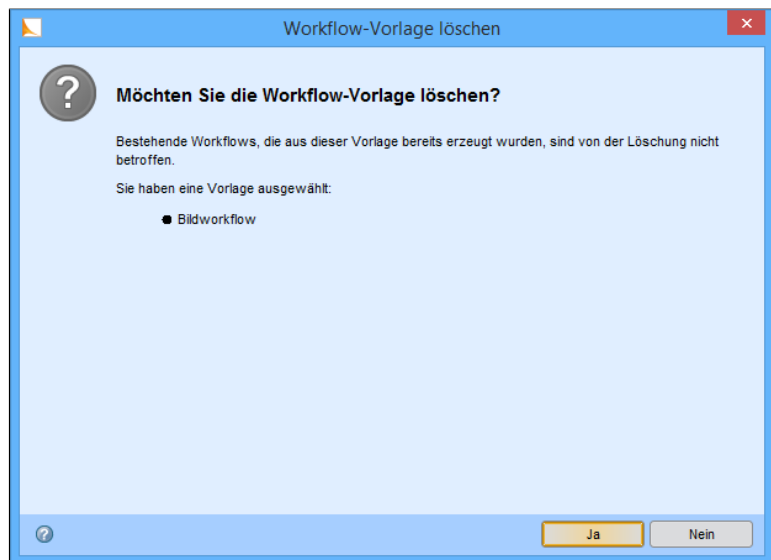 Workflow-Vorlage löschen
Möchten Sie die Workflow-Vorlage löschen?
Bestehende Workflows, die aus dieser Vorlage bereits erzeugt wurden, sind von der Löschung nicht
betroffen.
Sie haben eine Vorlage ausgewählt:
● Bildworkflow
Ja
Nein